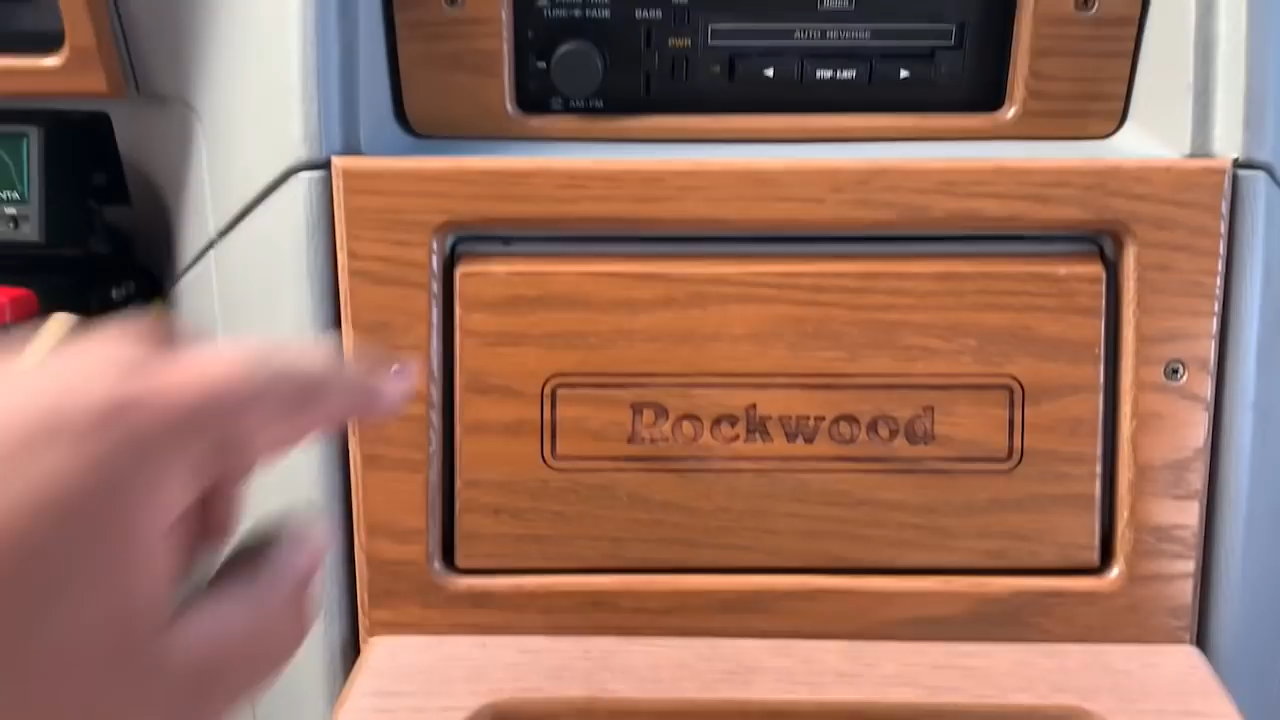 TUNE FADE
BASS
PWR
AUTO REVERSE
STOP·EJECT
AM·FM
Rockwood